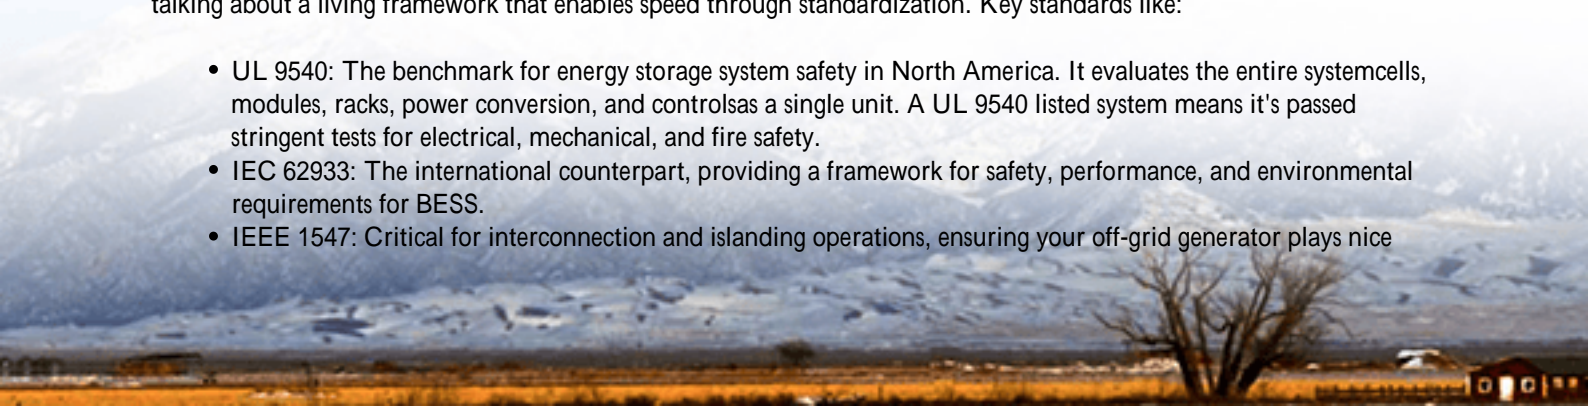 talking about a living framework that enables speed through standardization. Key standards like:
• UL 9540: The benchmark for energy storage system safety in North America. It evaluates the entire systemcells,
modules, racks, power conversion, and controlsas a single unit. A UL 9540 listed system means it's passed
stringent tests for electrical, mechanical, and fire safety.
• IEC 62933: The international counterpart, providing a framework for safety, performance, and environmental
requirements for BESS.
• IEEE 1547: Critical for interconnection and islanding operations, ensuring your off-grid generator plays nice